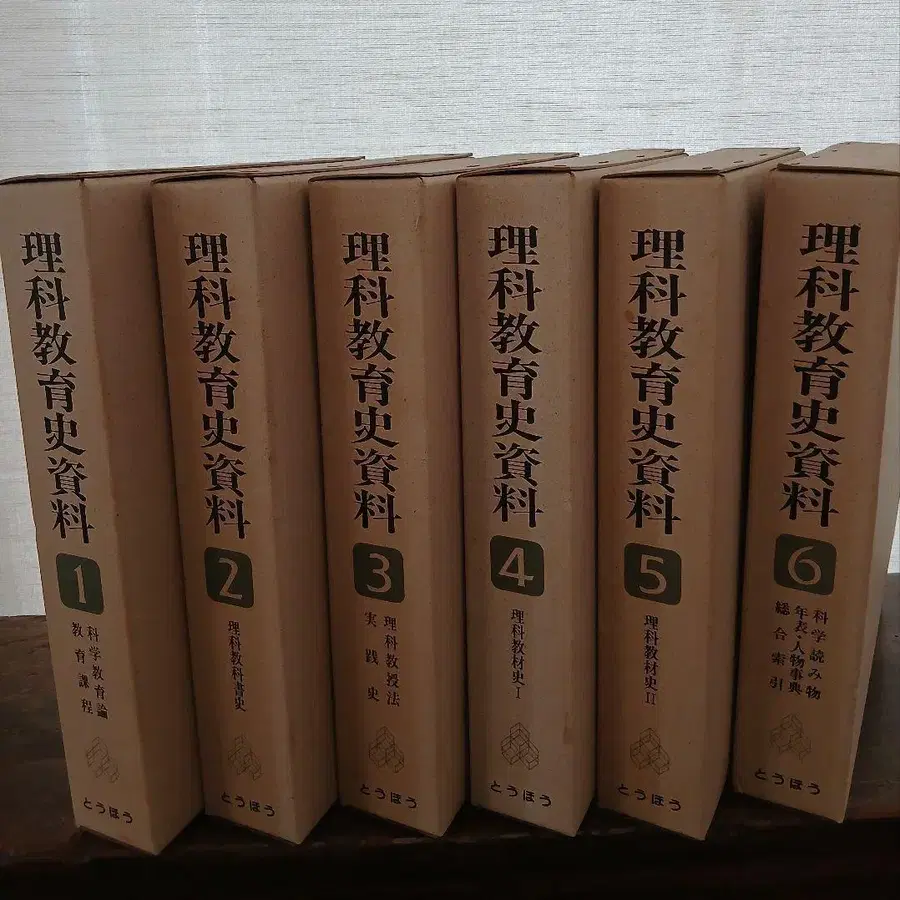 理科教育史資料
1
科学教育論
教育課程
とうほう
理科教育史資料
2
理科教科書史
とうほう
理科教育史資料
3
理科教授法
実践史
とうほう
理科教育史資料
4
理科教材史I
とうほう
理科教育史資料
5
理科教材史II
とうほう
理科教育史資料
6
科学読み物
年表・人物事典
総合索引
とうほう